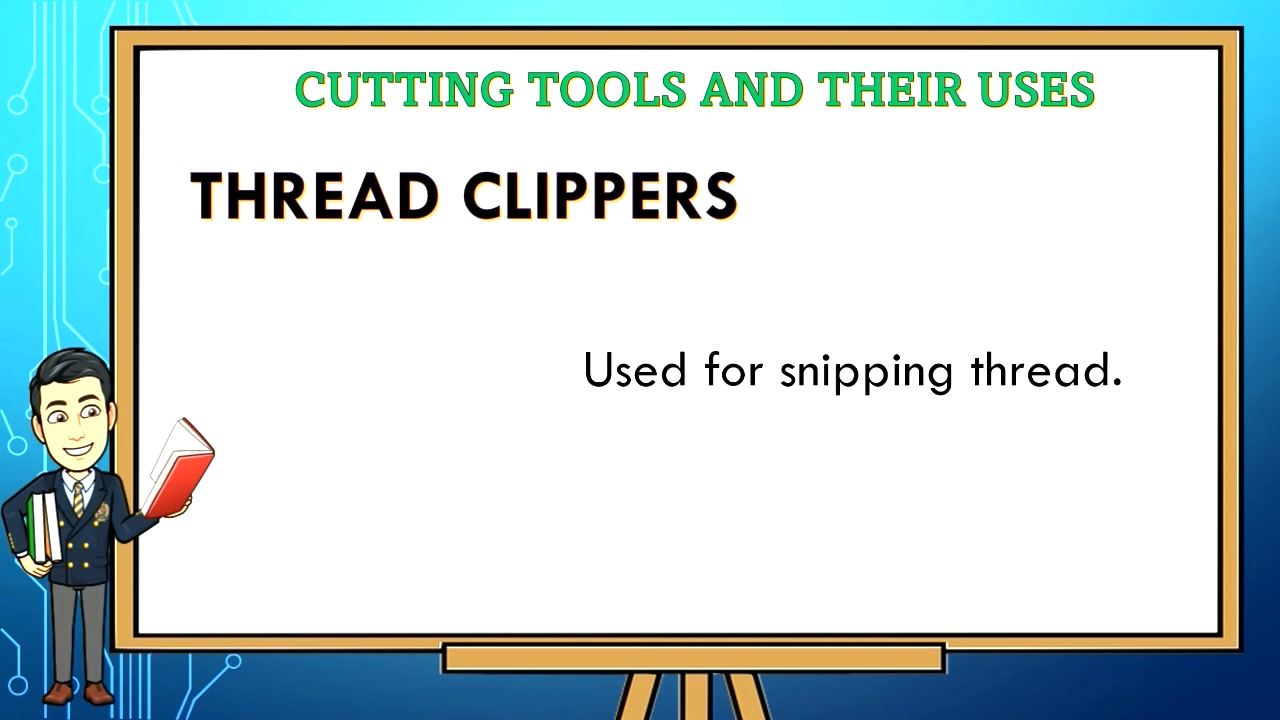 CUTTING TOOLS AND THEIR USES
THREAD CLIPPERS
Used for snipping thread.